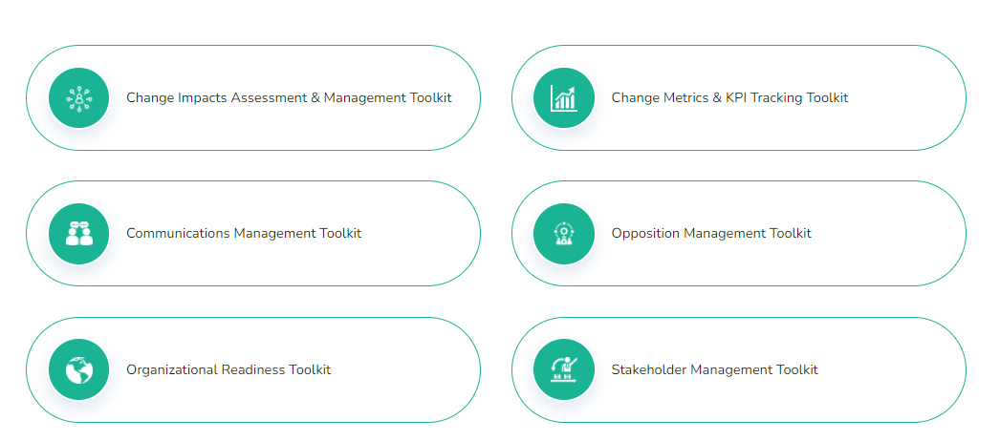 Change Impacts Assessment & Management Toolkit
Change Metrics & KPI Tracking Toolkit
Communications Management Toolkit
Opposition Management Toolkit
Organizational Readiness Toolkit
Stakeholder Management Toolkit